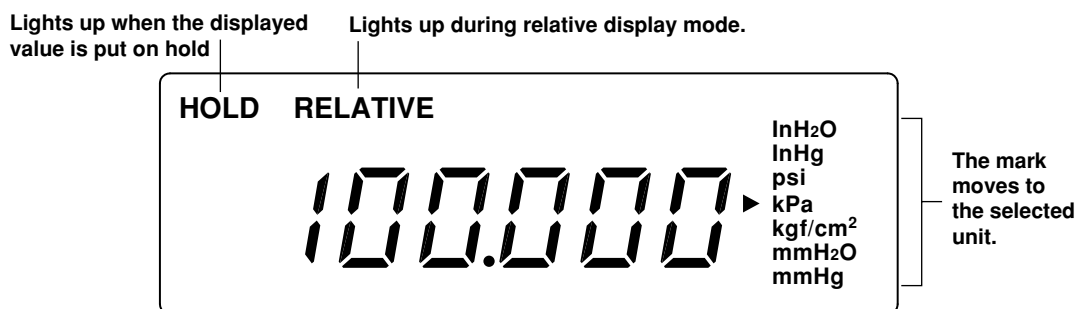 Lights up when the displayed
value is put on hold
Lights up during relative display mode.
HOLD RELATIVE
100.000
InH2O
InHg
psi
kPa
kgf/cm²
mmH2O
mmHg
The mark
moves to
the selected
unit.